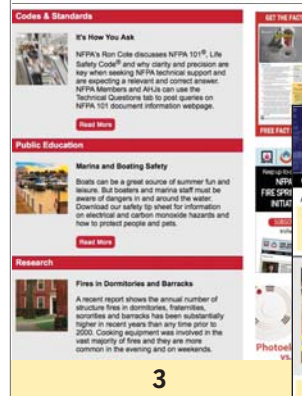 Codes & Standards
It's How You Ask
NFPA's Ron Cole discusses NFPA 101®, Life
Safety Code® and why clarity and precision are
key when seeking NFPA technical support and
are expecting a relevant and correct answer.
NFPA Members and AHJs can use the
Technical Questions tab to post queries on
NFPA 101 document information webpage.
Read More
Public Education
Marina and Boating Safety
Boats can be a great source of summer fun and
leisure. But boaters and marina staff must be
aware of dangers in and around the water.
Download our safety tip sheet for information
on electrical and carbon monoxide hazards and
how to protect people and pets.
Read More
Research
Fires in Dormitories and Barracks
A recent report shows the annual number of
structure fires in dormitories, fraternities,
sororities and barracks has been substantially
higher in recent years than any time prior to
2000. Cooking equipment was involved in the
vast majority of fires and they are more
common in the evening and on weekends.
GET THE FACT
FREE FACT
Keep up-to-d
NFPA
FIRE SPRI
INITIAT
SUBSCRI
Photoel
vs.
3